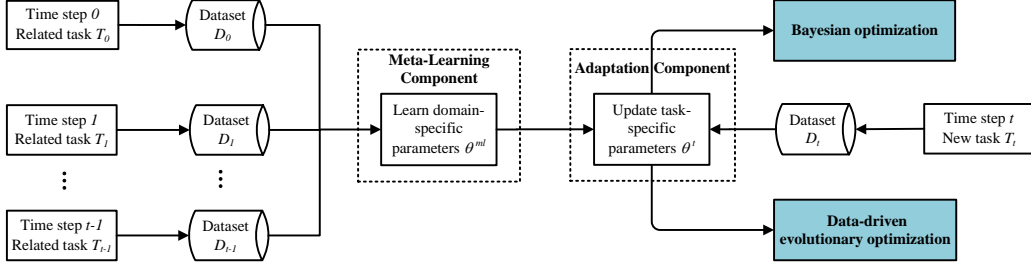 Time step 0
Related task T0
Dataset
D0
Time step 1
Related task T1
Dataset
D1
Time step t-1
Related task Tt-1
Dataset
Dt-1
Meta-Learning
Component
Learn domain-
specific
parameters θ^ml
Adaptation Component
Update task-
specific
parameters θ^t
Bayesian optimization
Dataset
Dt
Time step t
New task Tt
Data-driven
evolutionary optimization